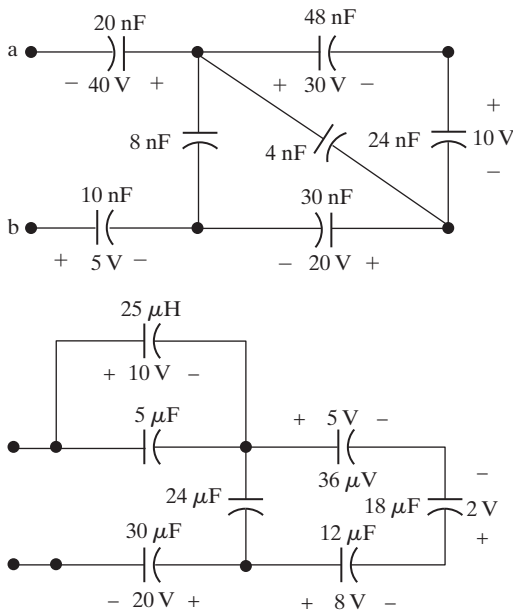 20 nF 48 nF
a
− 40 V + + 30 V −
+
8 nF 4 nF 24 nF 10 V
−
10 nF 30 nF
b
+ 5 V − − 20 V +
25 μH
+ 10 V −
5 μF + 5 V −
36 μV −
24 μF 18 μF 2 V
30 μF 12 μF +
− 20 V + + 8 V −